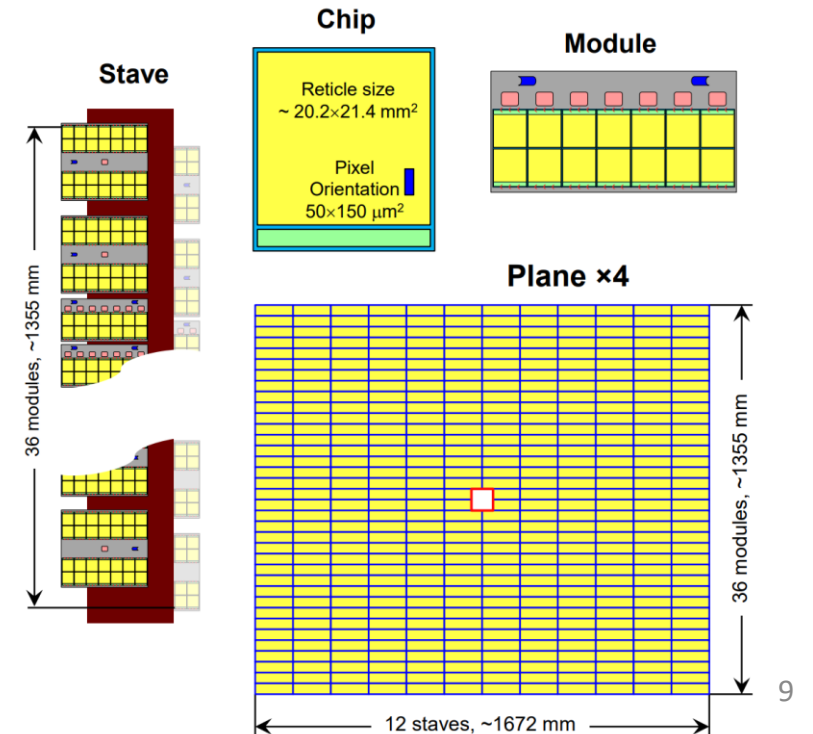 Stave
36 modules, ~1355 mm
Chip
Reticle size
~ 20.2×21.4 mm²
Pixel
Orientation
50×150 μm²
Module
Plane ×4
36 modules, ~1355 mm
12 staves, ~1672 mm
9